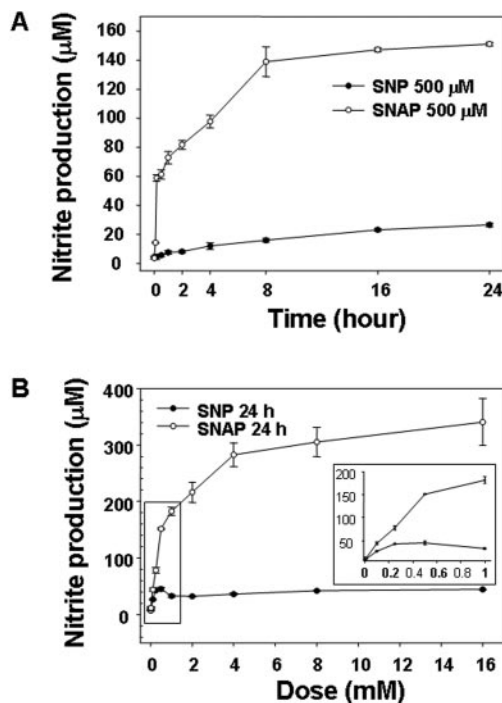 A
Nitrite production (μM)
160
140
120
100
80
60
40
20
0
SNP 500 μM
SNAP 500 μM
0 2 4 8 16 24
Time (hour)
B
Nitrite production (μM)
400
300
200
100
0
SNP 24 h
SNAP 24 h
200
150
100
50
0 0.2 0.4 0.6 0.8 1
0 2 4 6 8 10 12 14 16
Dose (mM)